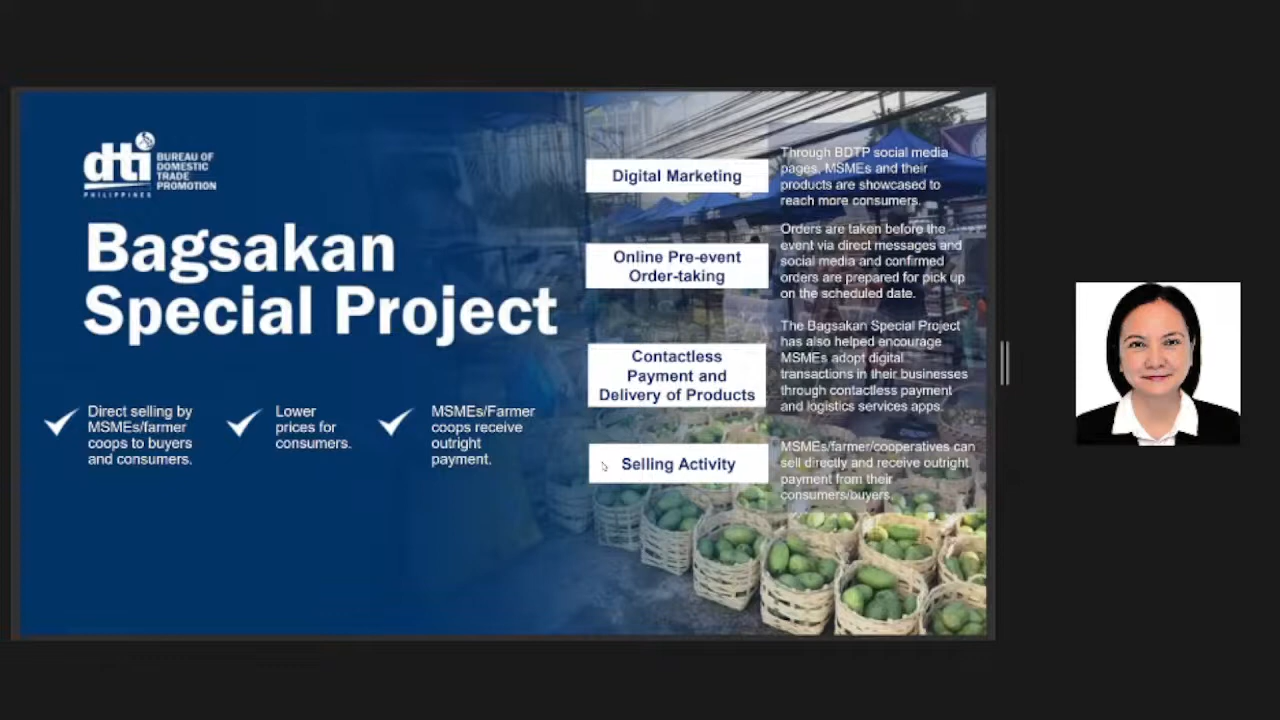 dti
BUREAU OF
DOMESTIC
TRADE
PROMOTION
PHILIPPINES
Bagsakan
Special Project
Direct selling by
MSMEs/farmer
coops to buyers
and consumers.
Lower
prices for
consumers.
MSMEs/Farmer
coops receive
outright
payment.
Digital Marketing
Through BDTP social media
pages, MSMEs and their
products are showcased to
reach more consumers.
Online Pre-event
Order-taking
Orders are taken before the
event via direct messages and
social media and confirmed
orders are prepared for pick up
on the scheduled date.
Contactless
Payment and
Delivery of Products
The Bagsakan Special Project
has also helped encourage
MSMEs adopt digital
transactions in their businesses
through contactless payment
and logistics services apps.
Selling Activity
MSMEs/farmer/cooperatives can
sell directly and receive outright
payment from their
consumers/buyers.